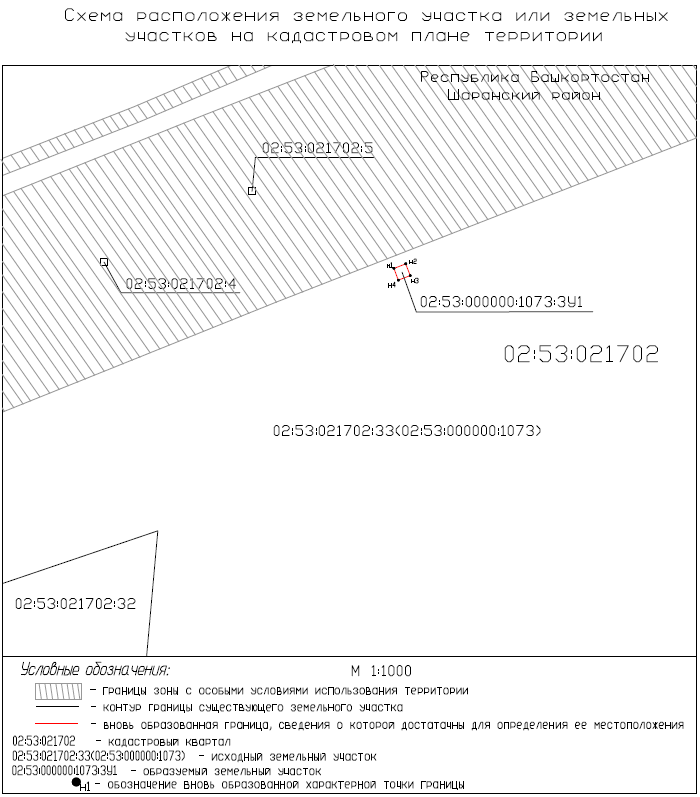 Схема расположения земельного участка или земельных
участков на кадастровом плане территории
Республика Башкортостан
Шаранский район
02:53:021702:5
02:53:021702:4
н1
н2
н3
н4
02:53:000000:1073:ЗУ1
02:53:021702
02:53:021702:33(02:53:000000:1073)
02:53:021702:32
Условные обозначения:
М 1:1000
– границы зоны с особыми условиями использования территории
– контур границы существующего земельного участка
– вновь образованная граница, сведения о которой достатачны для определения ее местоположения
02:53:021702 – кадастровый квартал
02:53:021702:33(02:53:000000:1073) – исходный земельный участок
02:53:000000:1073:ЗУ1 – образуемый земельный участок
н1 – обозначение вновь образованной характерной точки границы